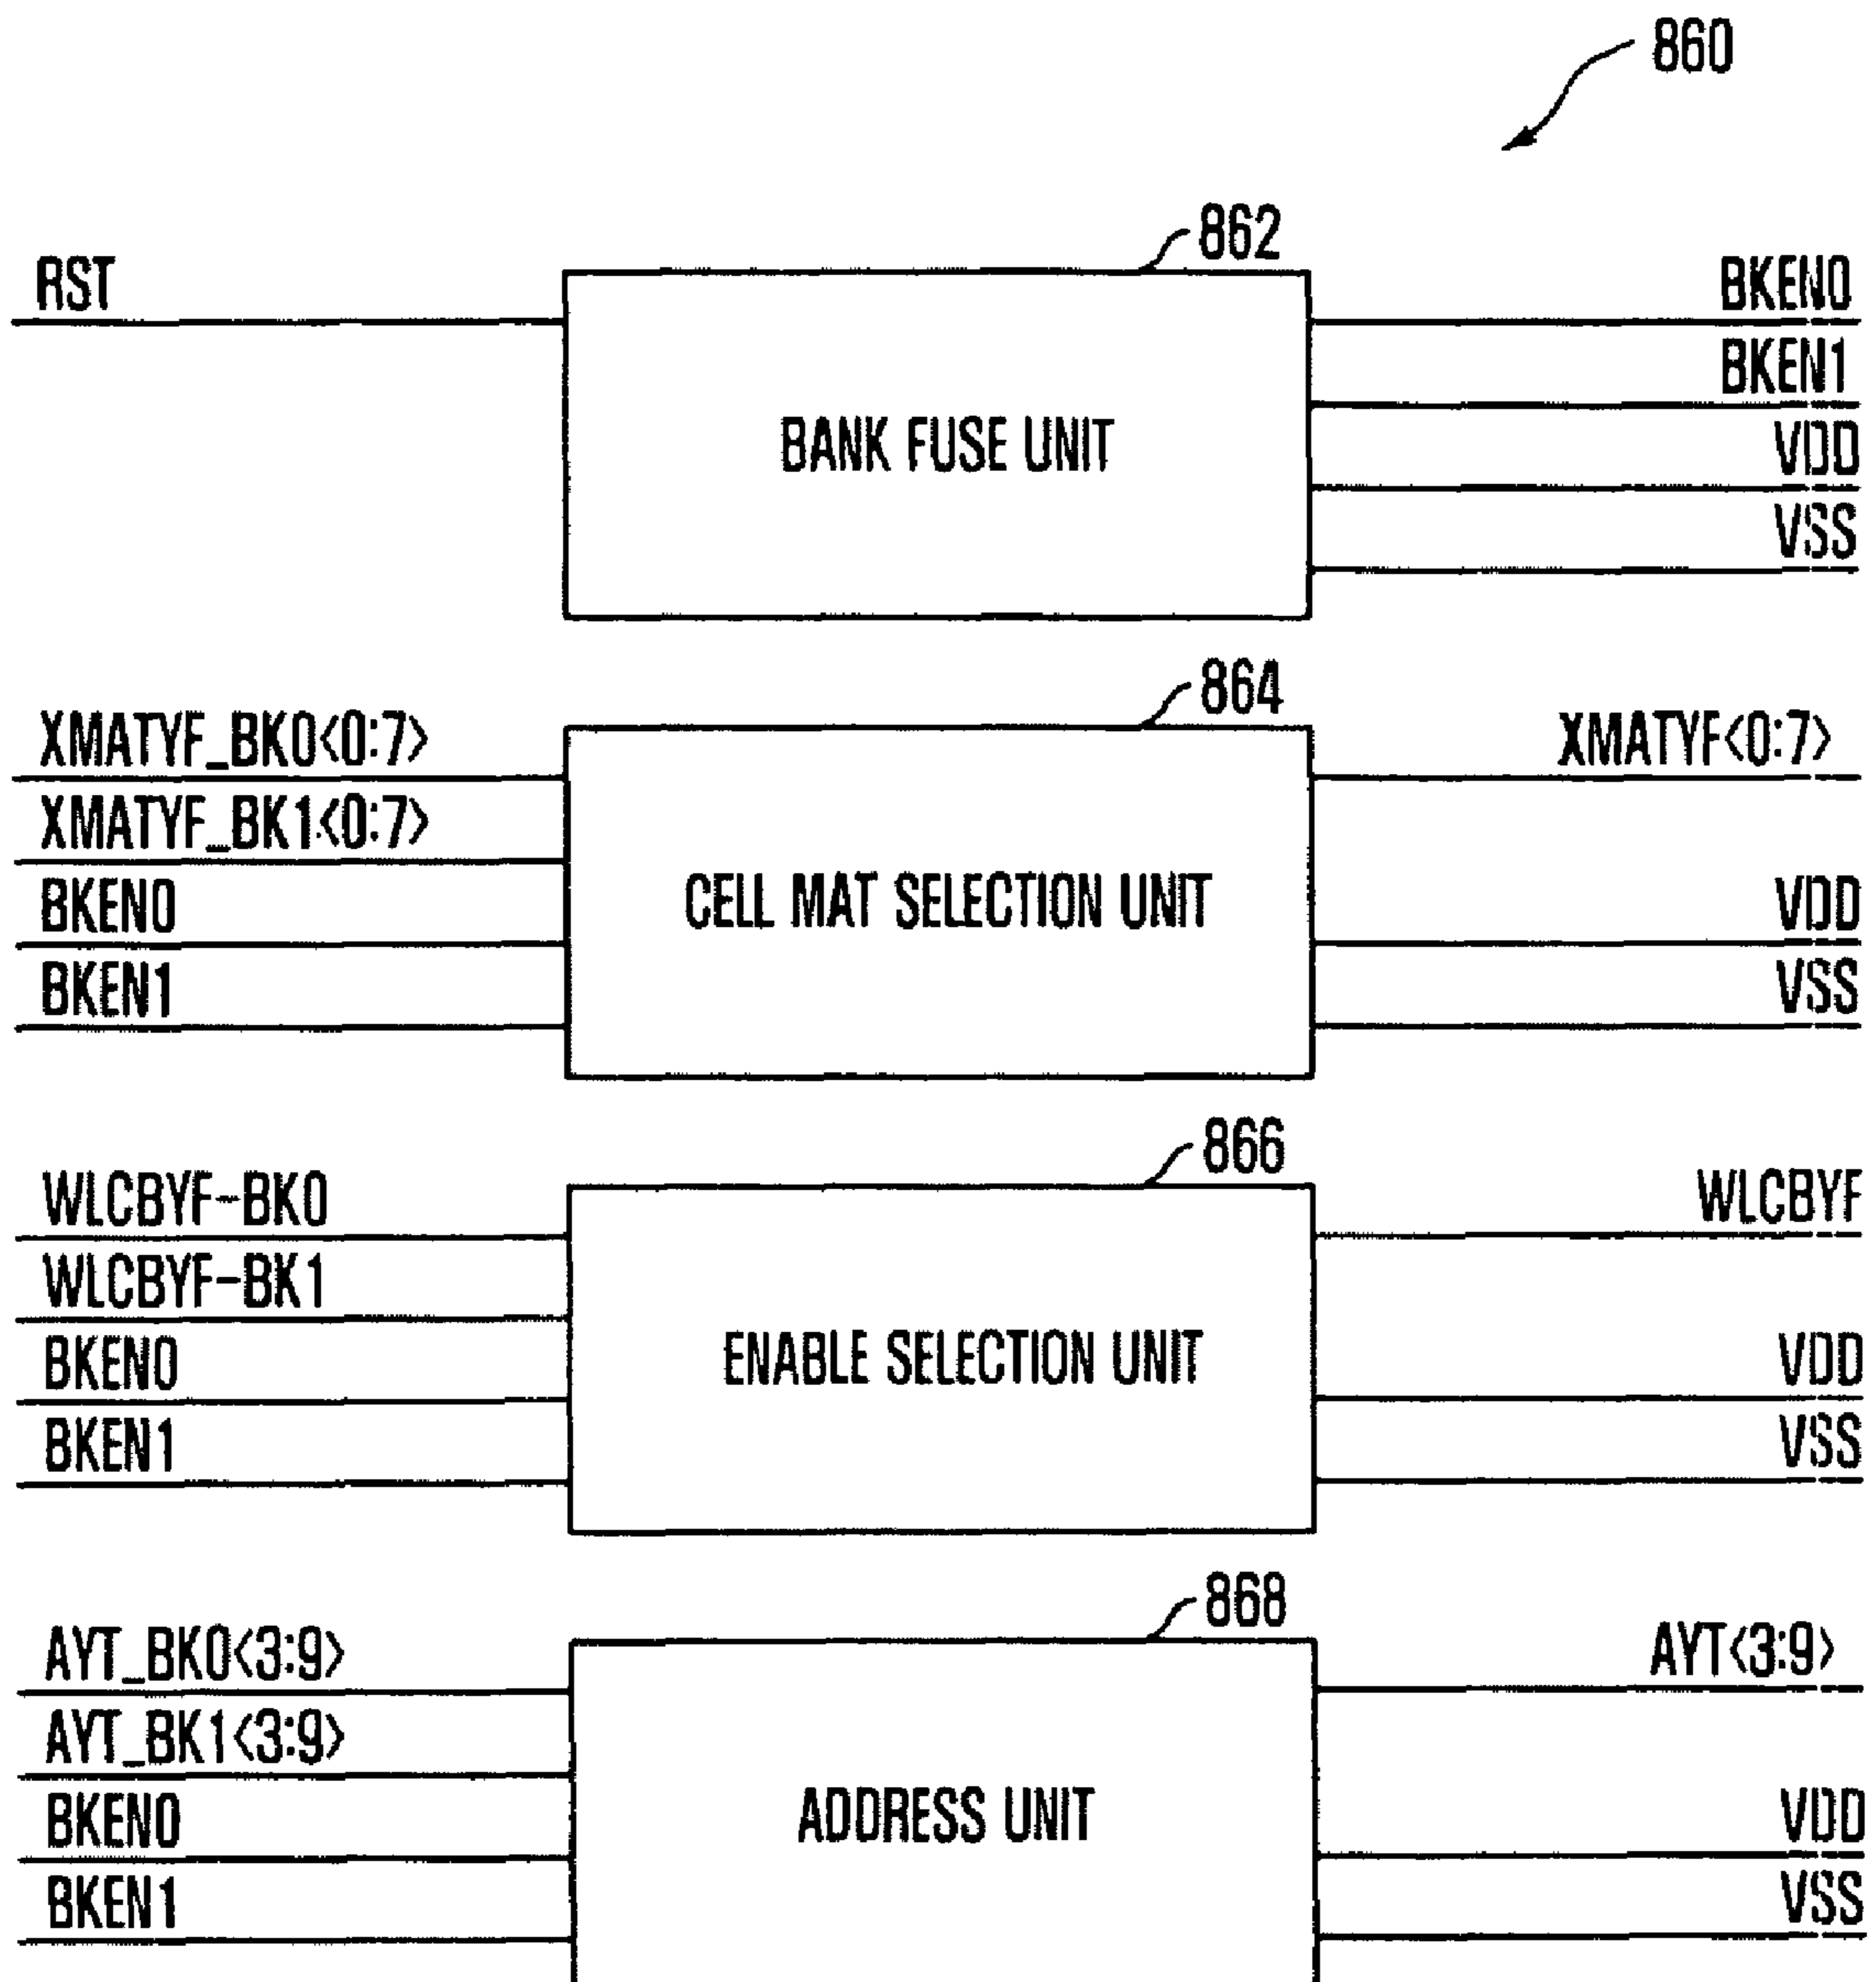 860
862
RST
BKEN0
BKEN1
VDD
VSS
BANK FUSE UNIT
864
XMATYF_BK0<0:7>
XMATYF_BK1<0:7>
BKEN0
BKEN1
CELL MAT SELECTION UNIT
XMATYF<0:7>
VDD
VSS
866
WLCBYF-BK0
WLCBYF-BK1
BKEN0
BKEN1
ENABLE SELECTION UNIT
WLCBYF
VDD
VSS
868
AYT_BK0<3:9>
AYT_BK1<3:9>
BKEN0
BKEN1
ADDRESS UNIT
AYT<3:9>
VDD
VSS